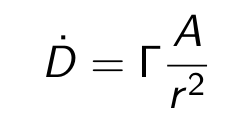 Ḋ = Γ A/r²